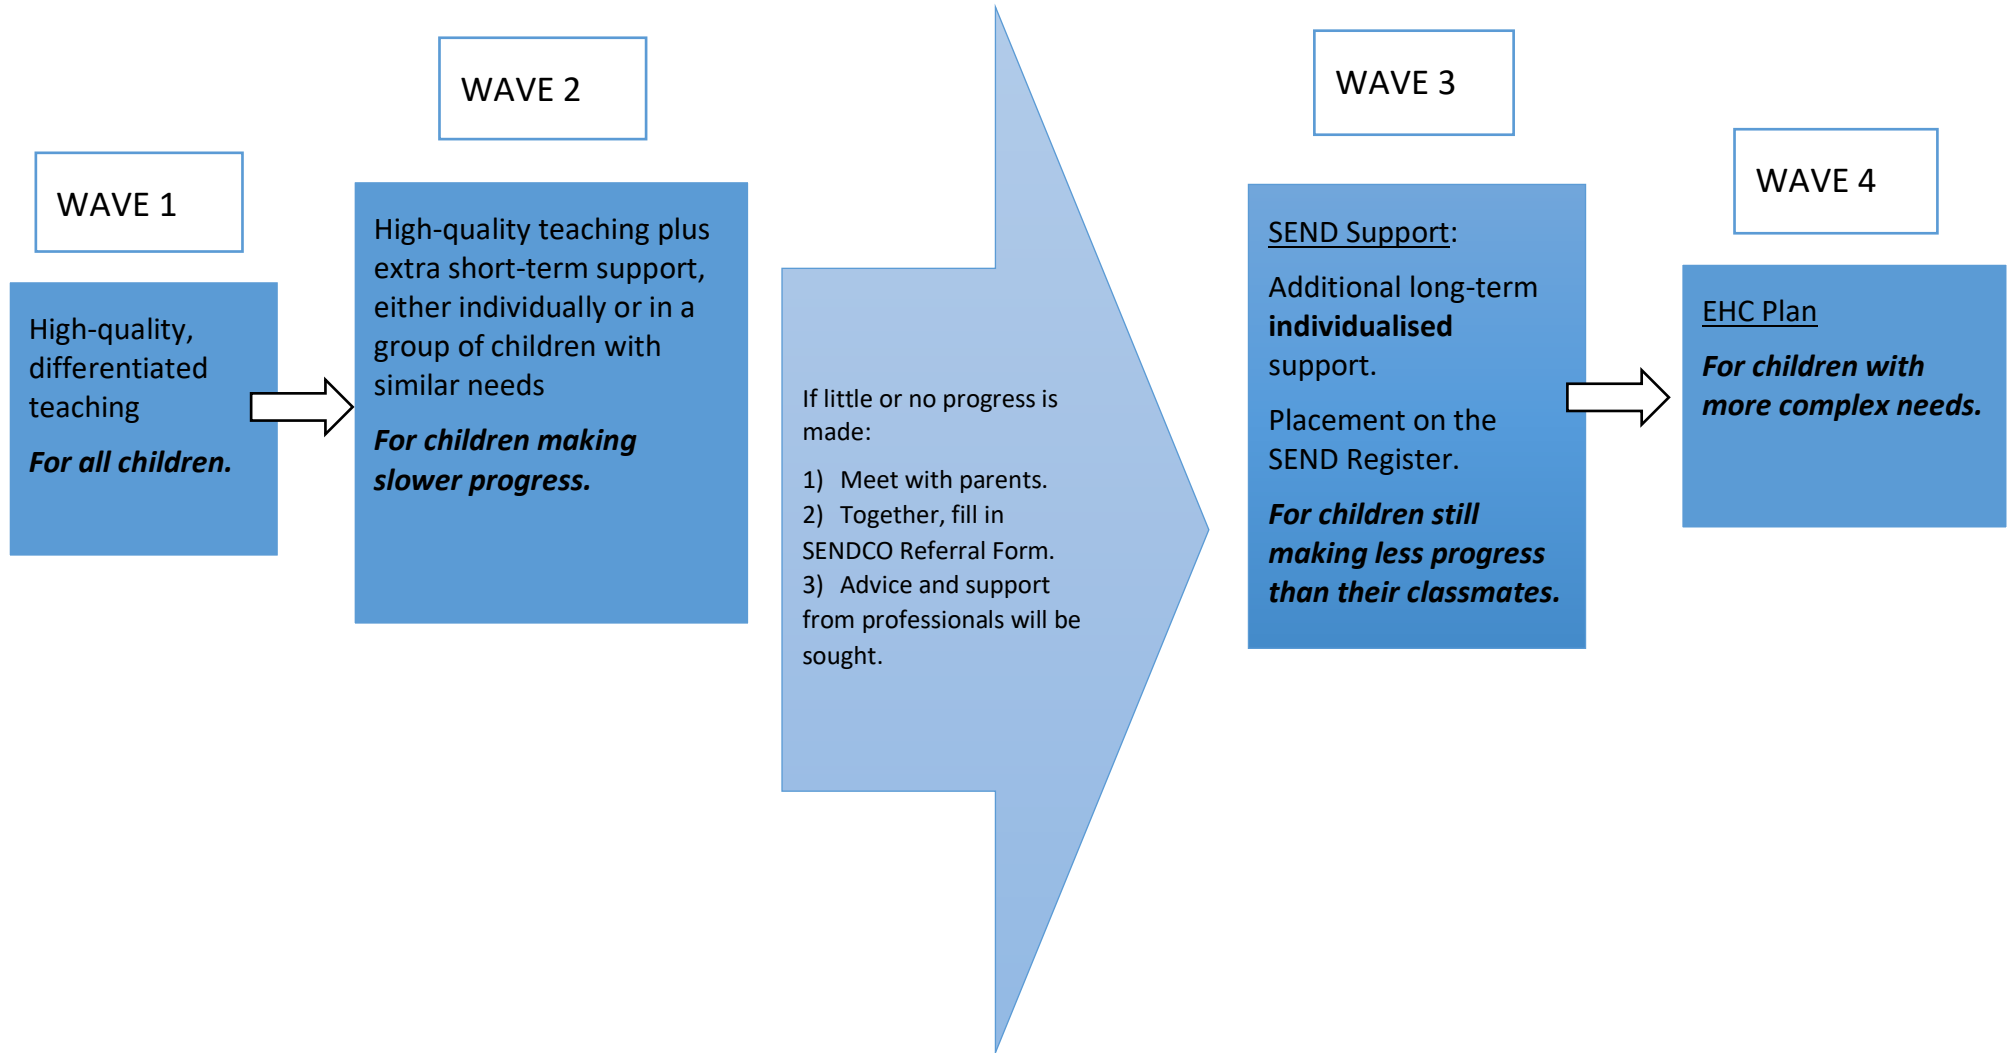 WAVE 1
High-quality,
differentiated
teaching
For all children.
WAVE 2
High-quality teaching plus
extra short-term support,
either individually or in a
group of children with
similar needs
For children making
slower progress.
If little or no progress is
made:
1) Meet with parents.
2) Together, fill in
SENDCO Referral Form.
3) Advice and support
from professionals will be
sought.
WAVE 3
SEND Support:
Additional long-term
individualised
support.
Placement on the
SEND Register.
For children still
making less progress
than their classmates.
WAVE 4
EHC Plan
For children with
more complex needs.